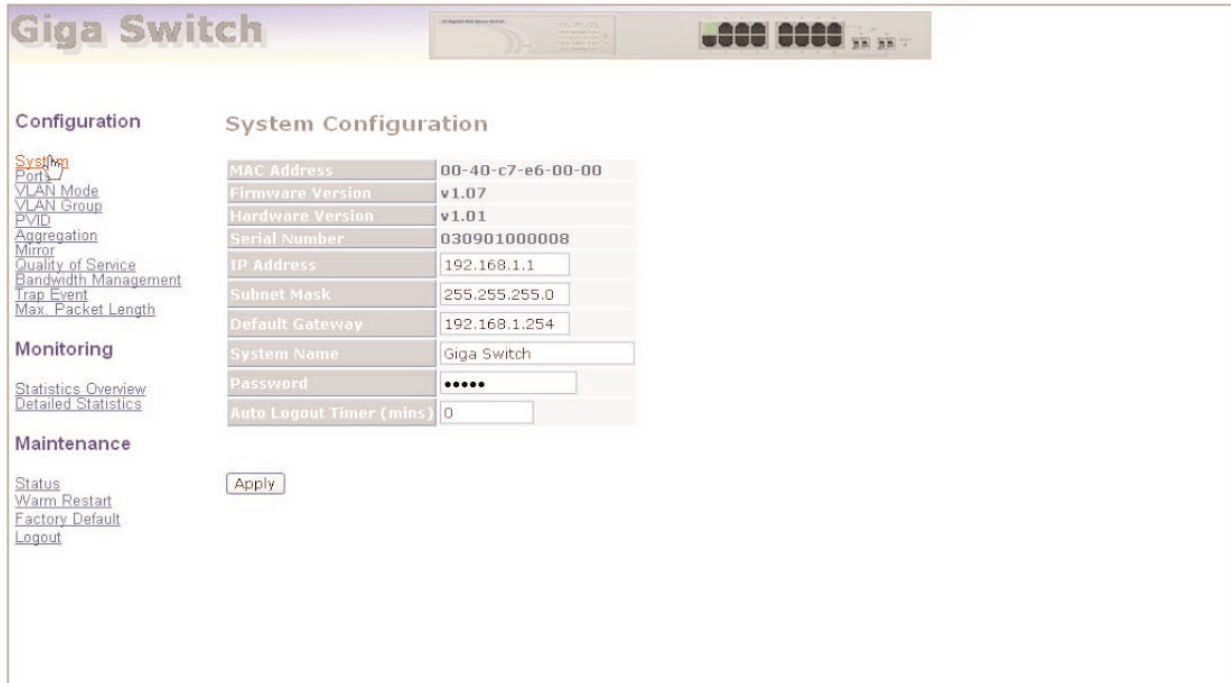 Giga Switch
Configuration
System
Ports
VLAN Mode
VLAN Group
PVID
Aggregation
Mirror
Quality of Service
Bandwidth Management
Trap Event
Max. Packet Length
Monitoring
Statistics Overview
Detailed Statistics
Maintenance
Status
Warm Restart
Factory Default
Logout
System Configuration
MAC Address 00-40-c7-e6-00-00
Firmware Version v1.07
Hardware Version v1.01
Serial Number 030901000008
IP Address 192.168.1.1
Subnet Mask 255.255.255.0
Default Gateway 192.168.1.254
System Name Giga Switch
Password •••••
Auto Logout Timer (mins) 0
Apply